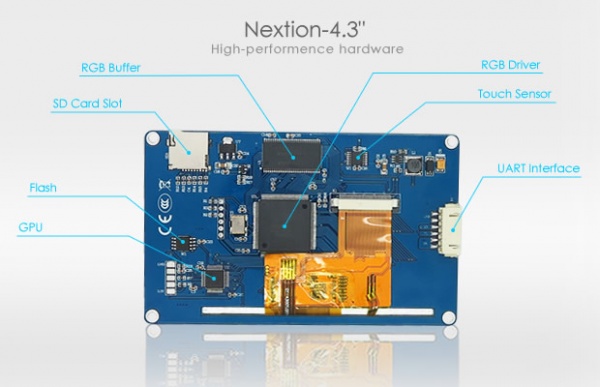 Nextion-4.3"
High-performence hardware
RGB Buffer
RGB Driver
SD Card Slot
Touch Sensor
Flash
UART Interface
GPU
CE